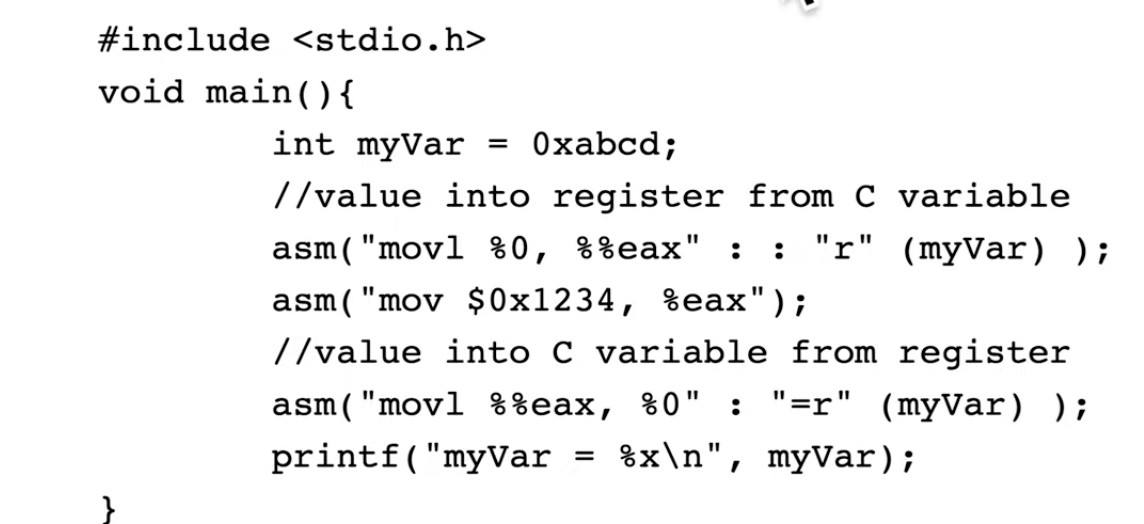 #include <stdio.h>
void main(){
int myVar = 0xabcd;
//value into register from C variable
asm("movl %0, %%eax" : : "r" (myVar) );
asm("mov $0x1234, %eax");
//value into C variable from register
asm("movl %%eax, %0" : "=r" (myVar) );
printf("myVar = %x\n", myVar);
}